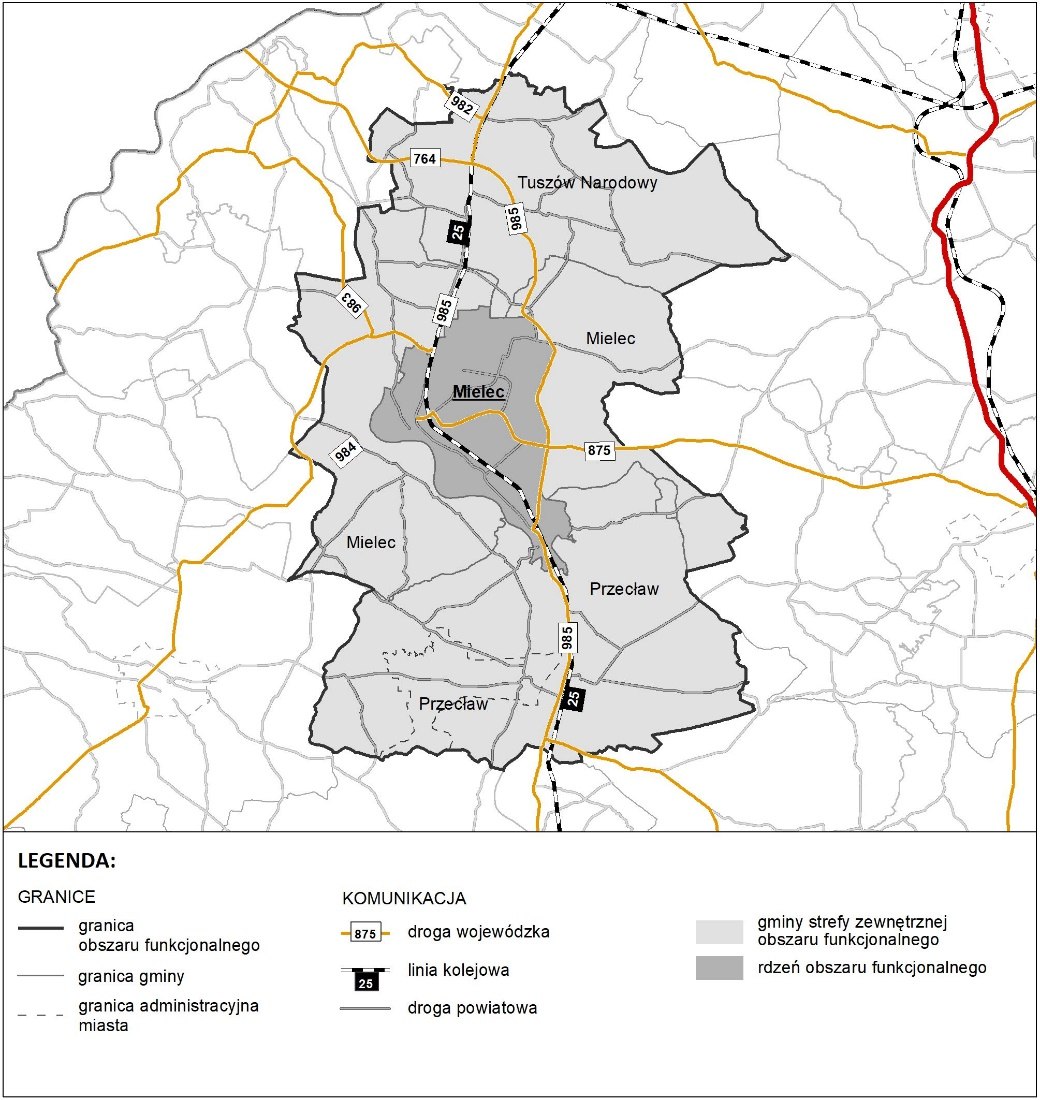 982
764
Tuszów Narodowy
985
25
983
985
Mielec
Mielec
984
875
Mielec
Przecław
985
25
Przecław
LEGENDA:
GRANICE
granica
obszaru funkcjonalnego
granica gminy
granica administracyjna
miasta
KOMUNIKACJA
875 droga wojewódzka
25 linia kolejowa
droga powiatowa
gminy strefy zewnętrznej
obszaru funkcjonalnego
rdzeń obszaru funkcjonalnego